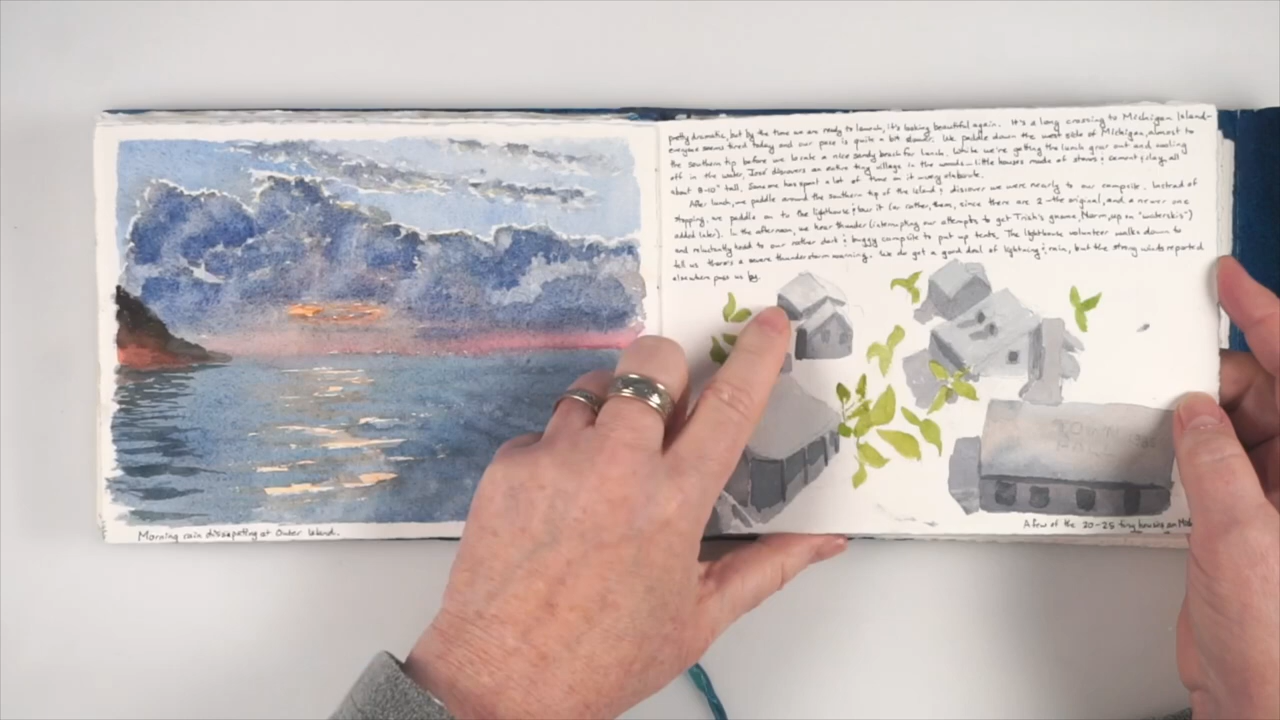 Morning rain dissapating at Outer Island.
pretty dramatic, but by the time we are ready to launch, it's looking beautiful again. It's a long crossing to Michigan Island-
everyone seems tired today and our pace is quite a bit slower. We paddle down the west side of Michigan, almost to
the southern tip before we locate a nice sandy beach for lunch. While we're getting the lunch gear out and cooling
off in the water, José discovers an entire tiny village in the woods - little houses made of stones & cement/clay, all
about 8-10" tall. Someone has spent a lot of time on it - very elaborate.
After lunch, we paddle around the southern tip of the island & discover we were nearly to our campsite. Instead of
stopping, we paddle on to the lighthouse & tour it (or rather, them, since there are 2 - the original, and a newer one
added later). In the afternoon, we hear thunder (interrupting our attempts to get Trish's gnome, Norm, up on "waterskis")
and reluctantly head to our rather dark & buggy campsite to put up tents. The lighthouse volunteer walks down to
tell us there's a severe thunderstorm warning. We do get a good deal of lightning & rain, but the strong winds reported
elsewhere pass us by.
A few of the 20-25 tiny houses on